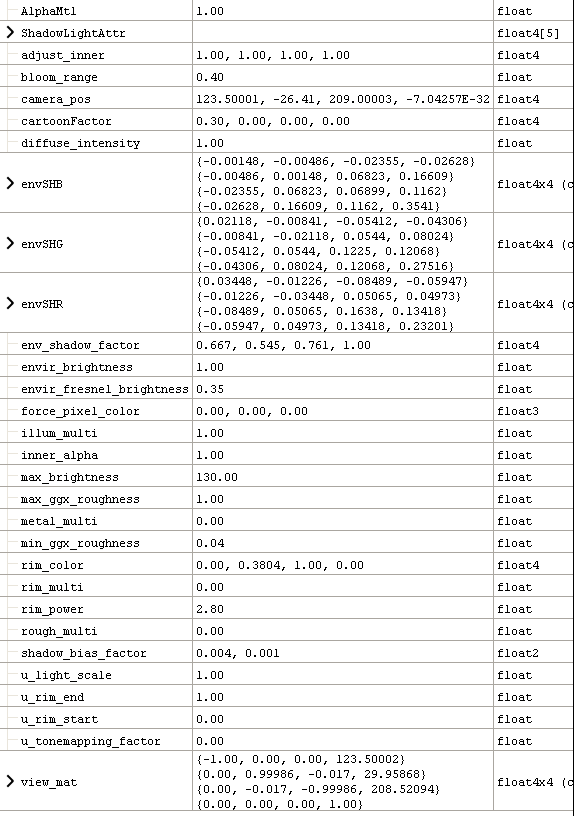 AlphaMtl 1.00 float
ShadowLightAttr float4[5]
adjust_inner 1.00, 1.00, 1.00, 1.00 float4
bloom_range 0.40 float
camera_pos 123.50001, -26.41, 209.00003, -7.04257E-32 float4
cartoonFactor 0.30, 0.00, 0.00, 0.00 float4
diffuse_intensity 1.00 float
{-0.00148, -0.00486, -0.02355, -0.02628}
{-0.00486, 0.00148, 0.06823, 0.16609}
envSHB float4x4 (c
{-0.02355, 0.06823, 0.06899, 0.1162}
{-0.02628, 0.16609, 0.1162, 0.3541}
{0.02118, -0.00841, -0.05412, -0.04306}
{-0.00841, -0.02118, 0.0544, 0.08024}
envSHG float4x4 (c
{-0.05412, 0.0544, 0.1225, 0.12068}
{-0.04306, 0.08024, 0.12068, 0.27516}
{0.03448, -0.01226, -0.08489, -0.05947}
{-0.01226, -0.03448, 0.05065, 0.04973}
envSHR float4x4 (c
{-0.08489, 0.05065, 0.1638, 0.13418}
{-0.05947, 0.04973, 0.13418, 0.23201}
env_shadow_factor 0.667, 0.545, 0.761, 1.00 float4
envir_brightness 1.00 float
envir_fresnel_brightness 0.35 float
force_pixel_color 0.00, 0.00, 0.00 float3
illum_multi 1.00 float
inner_alpha 1.00 float
max_brightness 130.00 float
max_ggx_roughness 1.00 float
metal_multi 0.00 float
min_ggx_roughness 0.04 float
rim_color 0.00, 0.3804, 1.00, 0.00 float4
rim_multi 0.00 float
rim_power 2.80 float
rough_multi 0.00 float
shadow_bias_factor 0.004, 0.001 float2
u_light_scale 1.00 float
u_rim_end 1.00 float
u_rim_start 0.00 float
u_tonemapping_factor 0.00 float
{-1.00, 0.00, 0.00, 123.50002}
{0.00, 0.99986, -0.017, 29.95868}
view_mat float4x4 (c
{0.00, -0.017, -0.99986, 208.52094}
{0.00, 0.00, 0.00, 1.00}